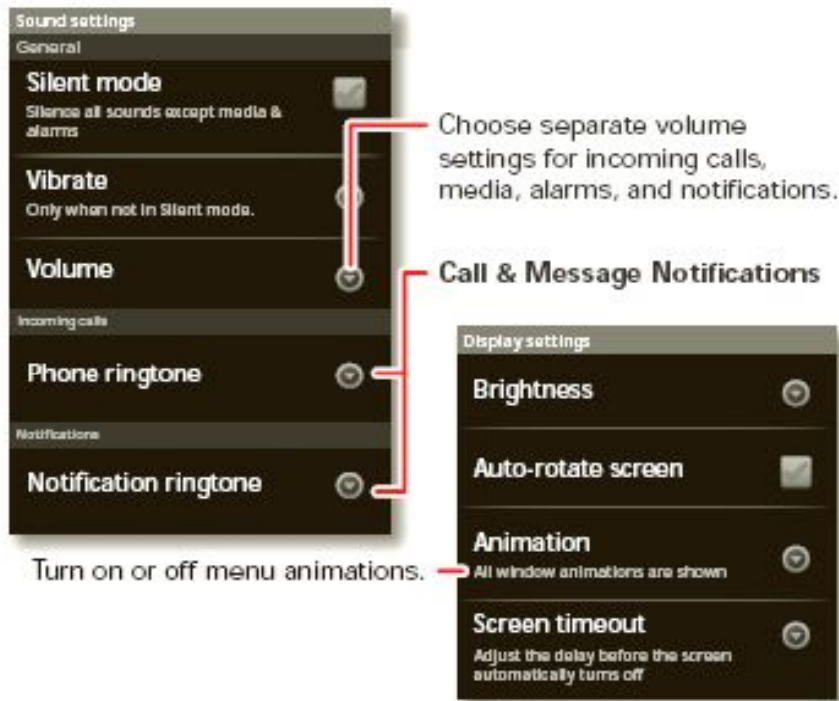 Sound settings
General
Silent mode
Silence all sounds except media &
alarms
Vibrate
Only when not in Silent mode.
Volume
Incoming calls
Phone ringtone
Notifications
Notification ringtone
Choose separate volume
settings for incoming calls,
media, alarms, and notifications.
Call & Message Notifications
Turn on or off menu animations.
Display settings
Brightness
Auto-rotate screen
Animation
All window animations are shown
Screen timeout
Adjust the delay before the screen
automatically turns off